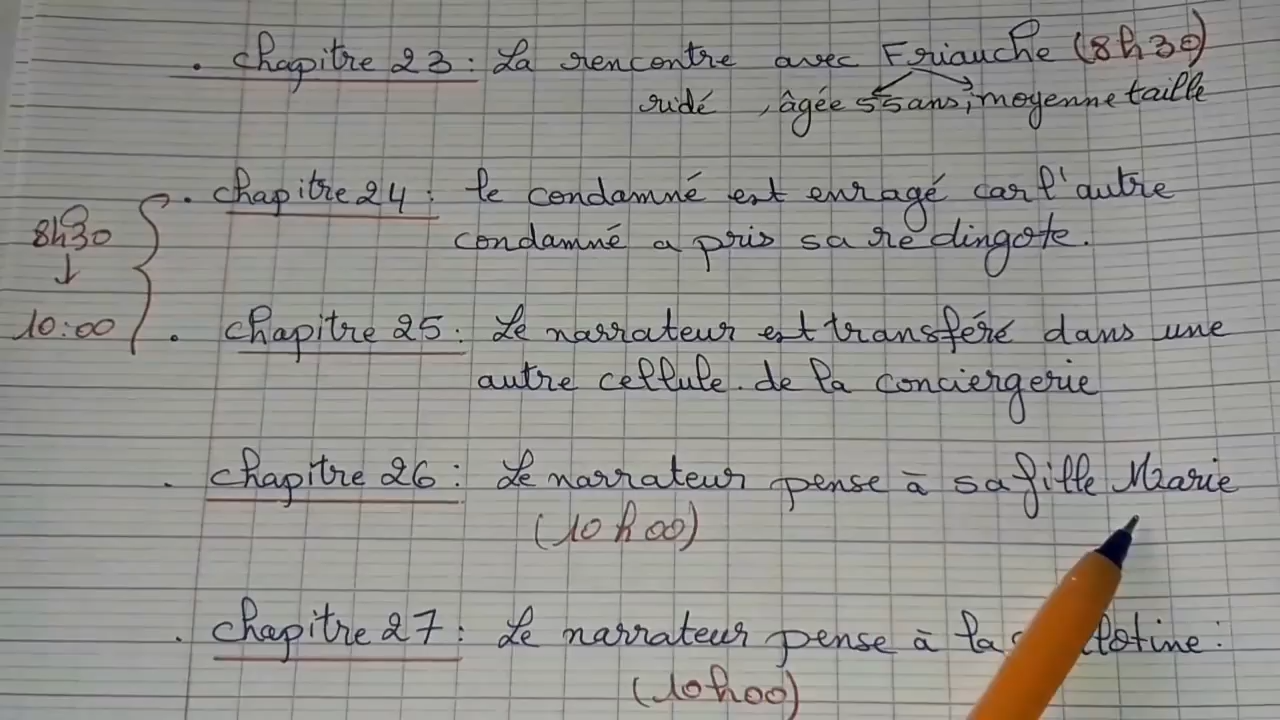 . Chapitre 23 : La rencontre avec Friauche (8h30)
ridé , âgée 55 ans, moyenne taille
. chapitre 24 : le condamné est enragé car l'autre
condamné a pris sa redingote.
8h30
↓
10:00
. chapitre 25 : Le narrateur est transféré dans une
autre cellule. de la conciergerie
. chapitre 26 : Le narrateur pense à sa fille Marie
(10h00)
. chapitre 27 : Le narrateur pense à la :
(10h00)